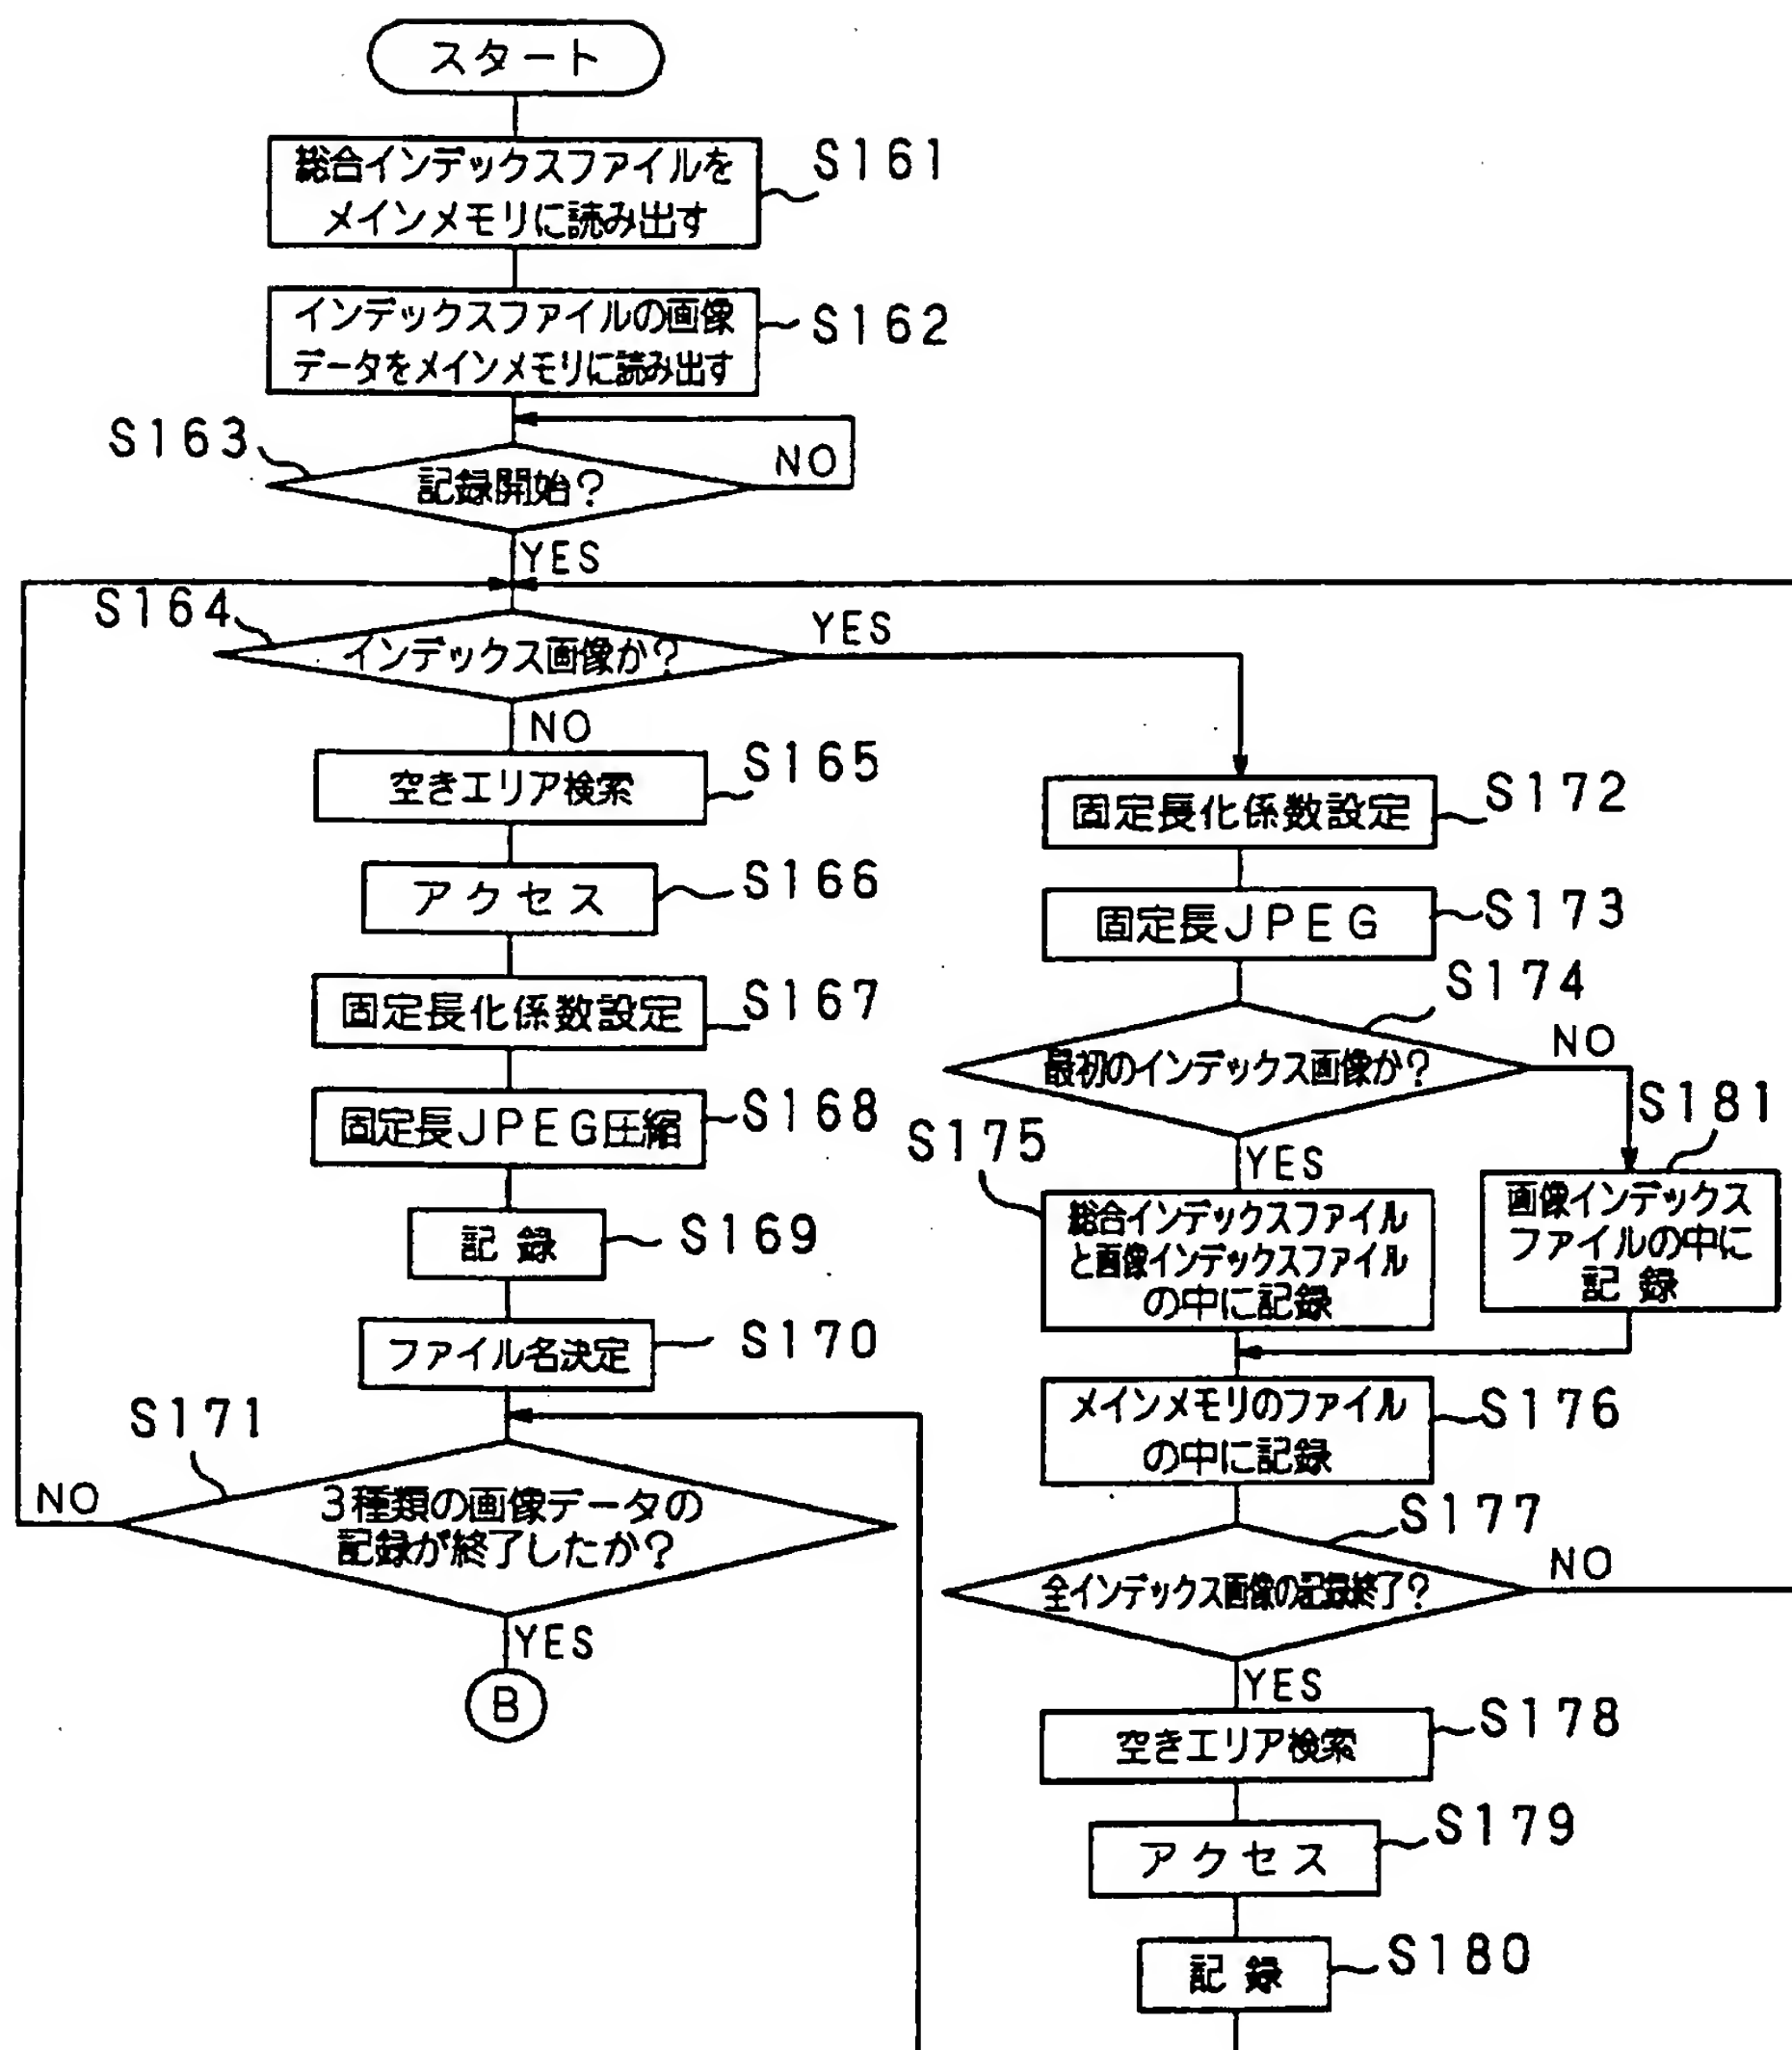 スタート
総合インデックスファイルを
メインメモリに読み出す
S161
インデックスファイルの画像
データをメインメモリに読み出す
S162
S163
記録開始?
NO
YES
S164
インデックス画像か?
YES
NO
空きエリア検索
S165
アクセス
S166
固定長化係数設定
S167
固定長JPEG圧縮
S168
記録
S169
ファイル名決定
S170
S171
3種類の画像データの
記録が終了したか?
NO
YES
B
固定長化係数設定
S172
固定長JPEG
S173
S174
最初のインデックス画像か?
NO
YES
S175
総合インデックスファイル
と画像インデックスファイル
の中に記録
S181
画像インデックス
ファイルの中に
記録
メインメモリのファイル
の中に記録
S176
S177
全インデックス画像の記録終了?
NO
YES
空きエリア検索
S178
アクセス
S179
記録
S180